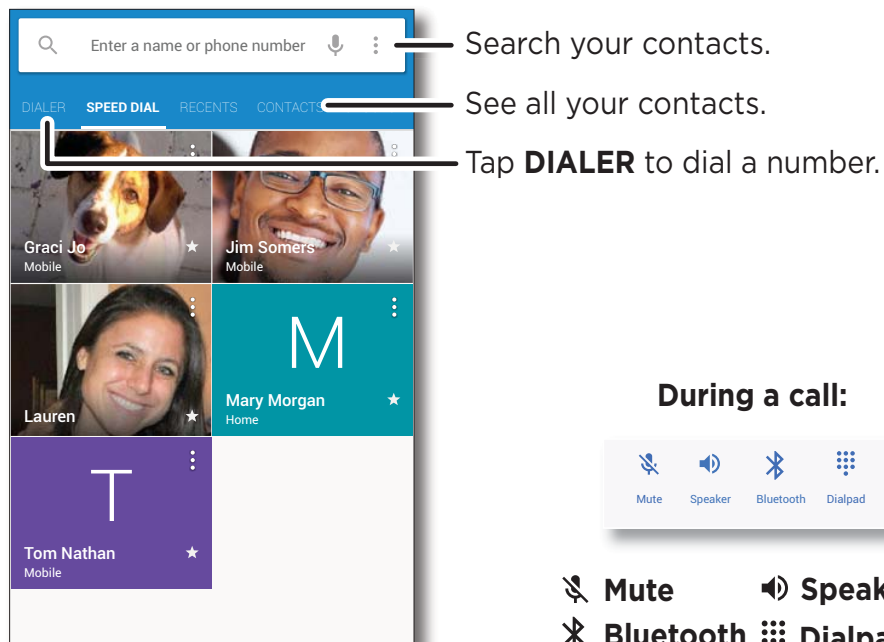 Enter a name or phone number
Search your contacts.
DIALER SPEED DIAL RECENTS CONTACTS
See all your contacts.
Tap DIALER to dial a number.
Graci Jo
Mobile
Jim Somers
Mobile
Lauren
M
Mary Morgan
Home
T
Tom Nathan
Mobile
During a call:
Mute Speaker Bluetooth Dialpad
Mute Speak
Bluetooth Dialpa